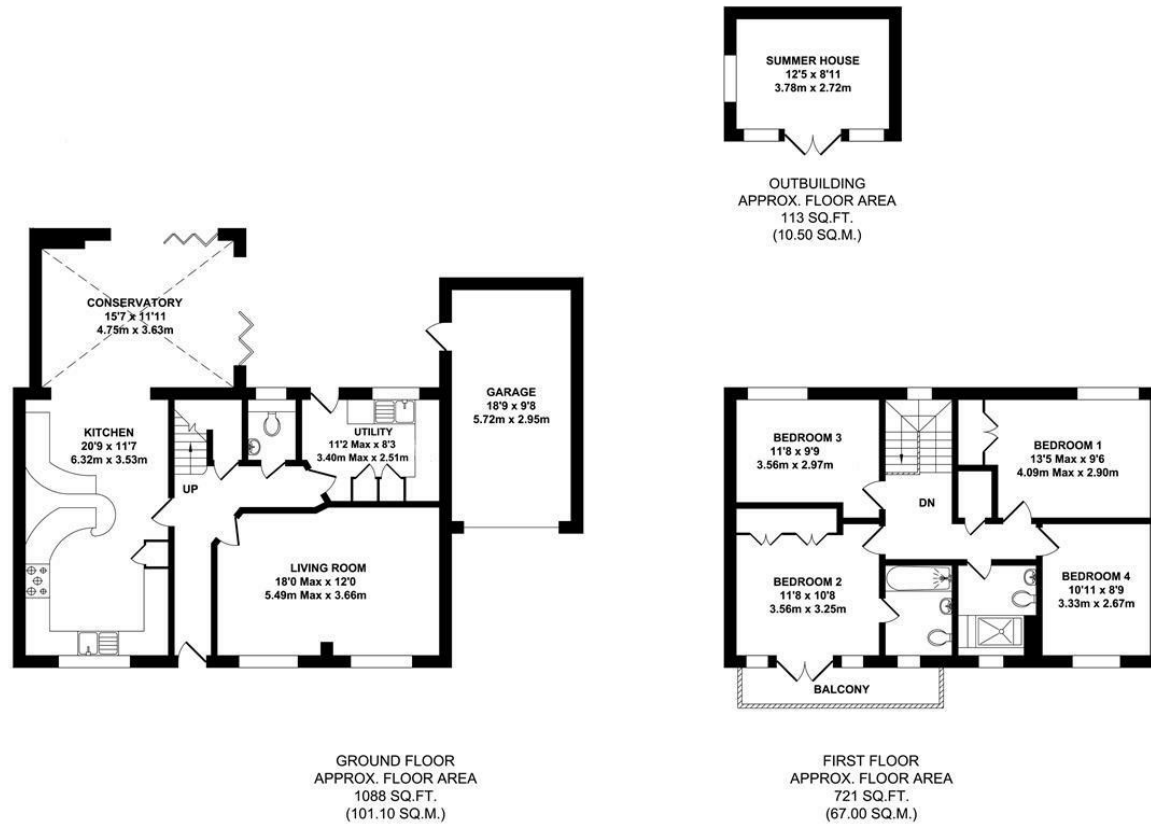 SUMMER HOUSE
12'5 x 8'11
3.78m x 2.72m
OUTBUILDING
APPROX. FLOOR AREA
113 SQ.FT.
(10.50 SQ.M.)
CONSERVATORY
15'7 x 11'11
4.75m x 3.63m
KITCHEN
20'9 x 11'7
6.32m x 3.53m
UP
UTILITY
11'2 Max x 8'3
3.40m Max x 2.51m
GARAGE
18'9 x 9'8
5.72m x 2.95m
LIVING ROOM
18'0 Max x 12'0
5.49m Max x 3.66m
GROUND FLOOR
APPROX. FLOOR AREA
1088 SQ.FT.
(101.10 SQ.M.)
BEDROOM 3
11'8 x 9'9
3.56m x 2.97m
BEDROOM 1
13'5 Max x 9'6
4.09m Max x 2.90m
DN
BEDROOM 2
11'8 x 10'8
3.56m x 3.25m
BEDROOM 4
10'11 x 8'9
3.33m x 2.67m
BALCONY
FIRST FLOOR
APPROX. FLOOR AREA
721 SQ.FT.
(67.00 SQ.M.)